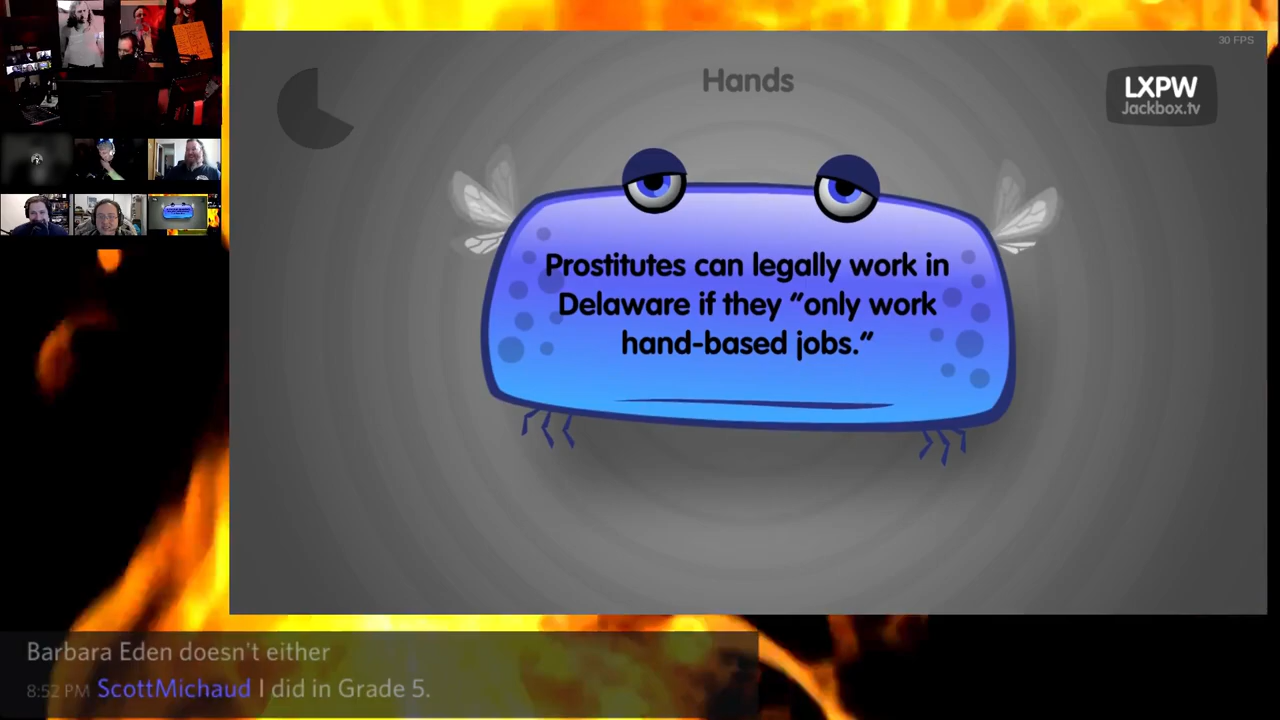 30 FPS
Hands
LXPW
Jackbox.tv
Prostitutes can legally work in
Delaware if they “only work
hand-based jobs.”
Barbara Eden doesn't either
8:52 PM ScottMichaud I did in Grade 5.